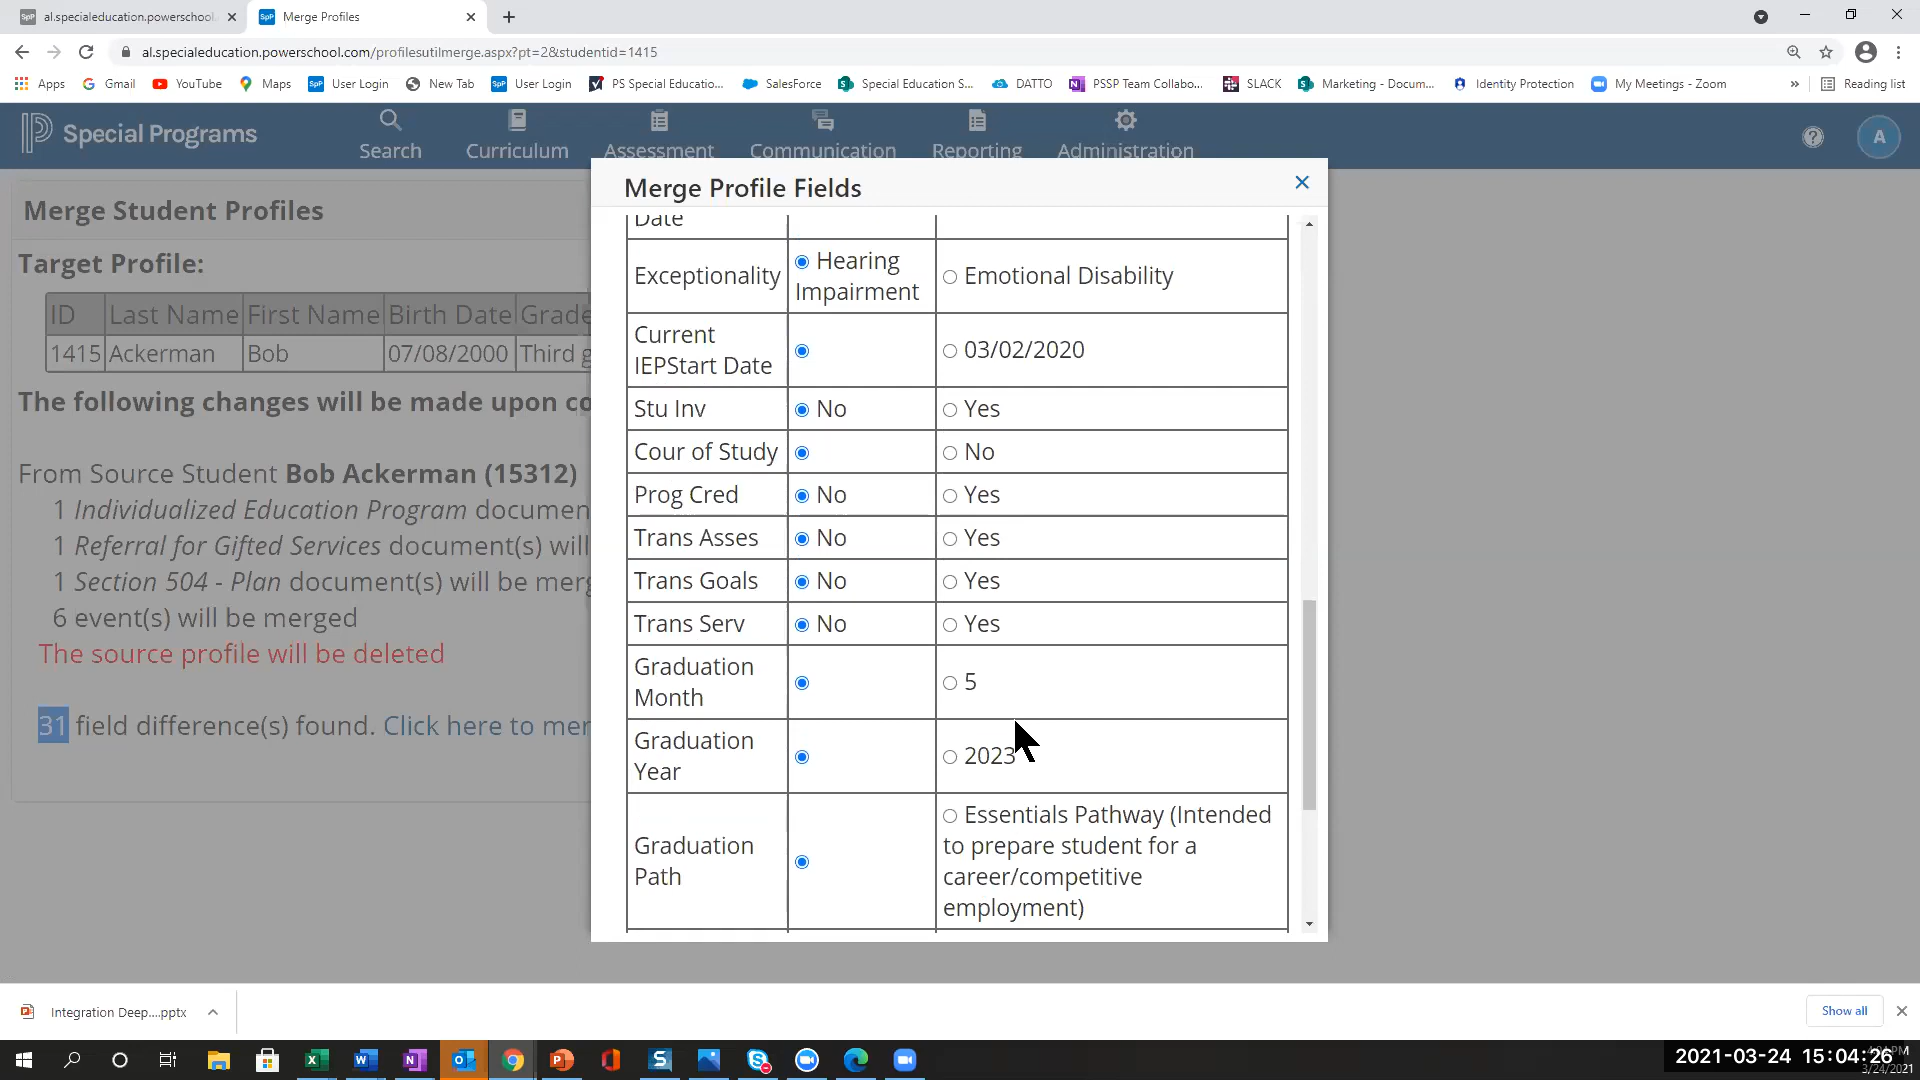 al.specialeducation.powerschool.
Merge Profiles
al.specialeducation.powerschool.com/profilesutilmerge.aspx?pt=2&studentid=1415
Apps
Gmail
YouTube
Maps
User Login
New Tab
User Login
PS Special Educatio...
SalesForce
Special Education S...
DATTO
PSSP Team Collabo...
SLACK
Marketing - Docum...
Identity Protection
My Meetings - Zoom
Reading list
Special Programs
Search
Curriculum
Assessment
Communication
Reporting
Administration
A
Merge Student Profiles
Target Profile:
ID Last Name First Name Birth Date Grade
1415 Ackerman Bob 07/08/2000 Third g
The following changes will be made upon co
From Source Student Bob Ackerman (15312)
1 Individualized Education Program documen
1 Referral for Gifted Services document(s) will
1 Section 504 - Plan document(s) will be merg
6 event(s) will be merged
The source profile will be deleted
31 field difference(s) found. Click here to mer
Merge Profile Fields
Date
Exceptionality
Hearing
Impairment
Emotional Disability
Current
IEPStart Date
03/02/2020
Stu Inv No Yes
Cour of Study No
Prog Cred No Yes
Trans Asses No Yes
Trans Goals No Yes
Trans Serv No Yes
Graduation
Month
5
Graduation
Year
2023
Graduation
Path
Essentials Pathway (Intended
to prepare student for a
career/competitive
employment)
Integration Deep....pptx
Show all
2021-03-24 15:04:26
3/24/2021